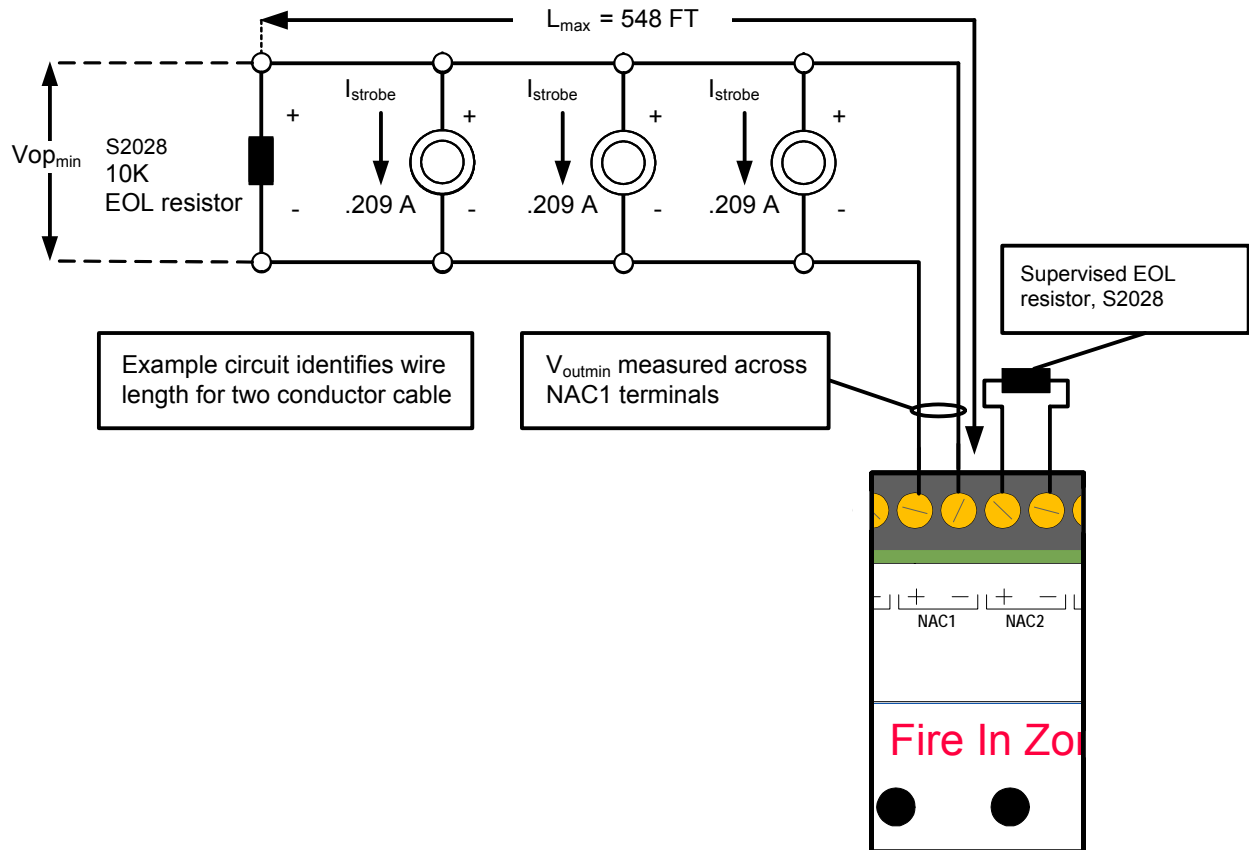 Lmax = 548 FT
Istrobe
Istrobe
Istrobe
+
+
+
+
Vopmin
S2028
10K
EOL resistor
-
.209 A
-
.209 A
-
.209 A
-
Supervised EOL
resistor, S2028
Example circuit identifies wire
length for two conductor cable
Voutmin measured across
NAC1 terminals
+ − + −
NAC1 NAC2
Fire In Zo